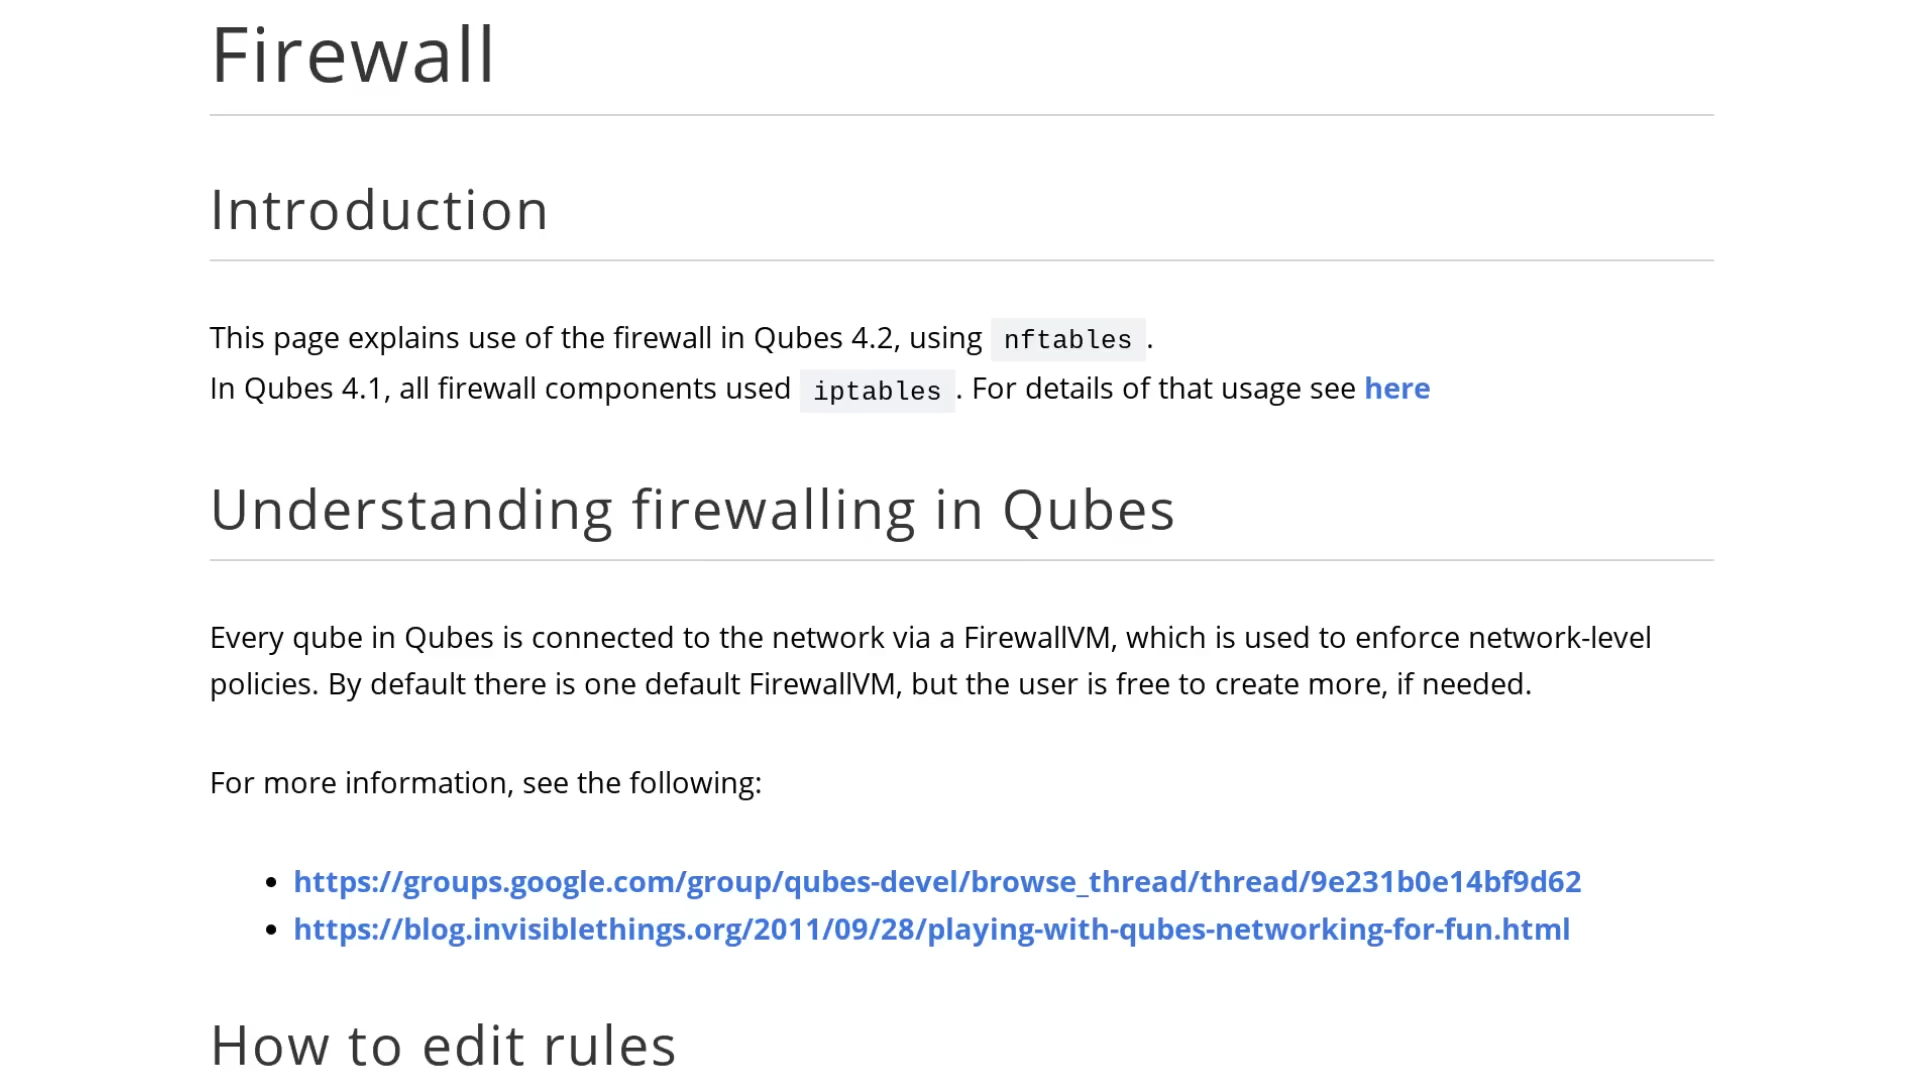 Firewall
Introduction
This page explains use of the firewall in Qubes 4.2, using nftables.
In Qubes 4.1, all firewall components used iptables. For details of that usage see here
Understanding firewalling in Qubes
Every qube in Qubes is connected to the network via a FirewallVM, which is used to enforce network-level
policies. By default there is one default FirewallVM, but the user is free to create more, if needed.
For more information, see the following:
• https://groups.google.com/group/qubes-devel/browse_thread/thread/9e231b0e14bf9d62
• https://blog.invisiblethings.org/2011/09/28/playing-with-qubes-networking-for-fun.html
How to edit rules